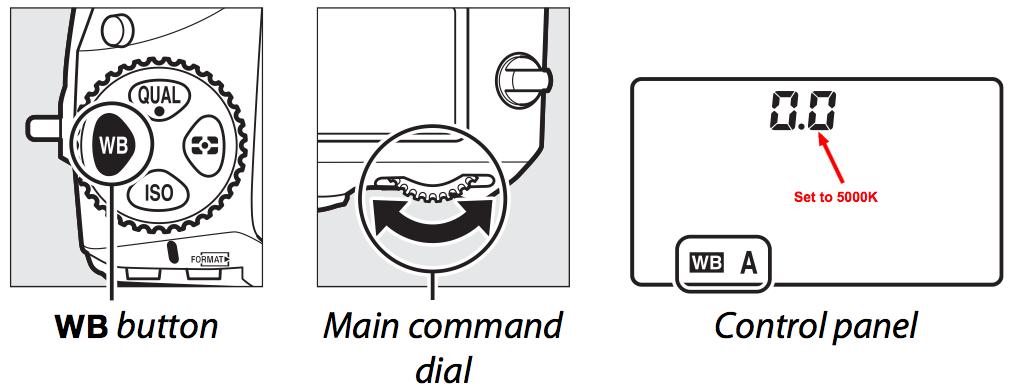 QUAL
WB
ISO
FORMAT
WB button
Main command
dial
0.0
Set to 5000K
WB A
Control panel